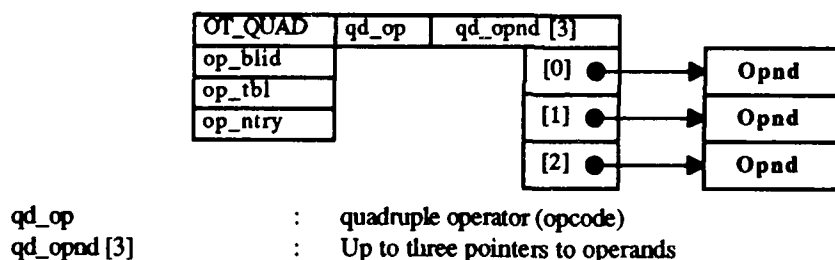 OT_QUAD qd_op qd_opnd [3]
op_blid [0] Opnd
op_tbl
op_ntry [1] Opnd
[2] Opnd
qd_op : quadruple operator (opcode)
qd_opnd [3] : Up to three pointers to operands